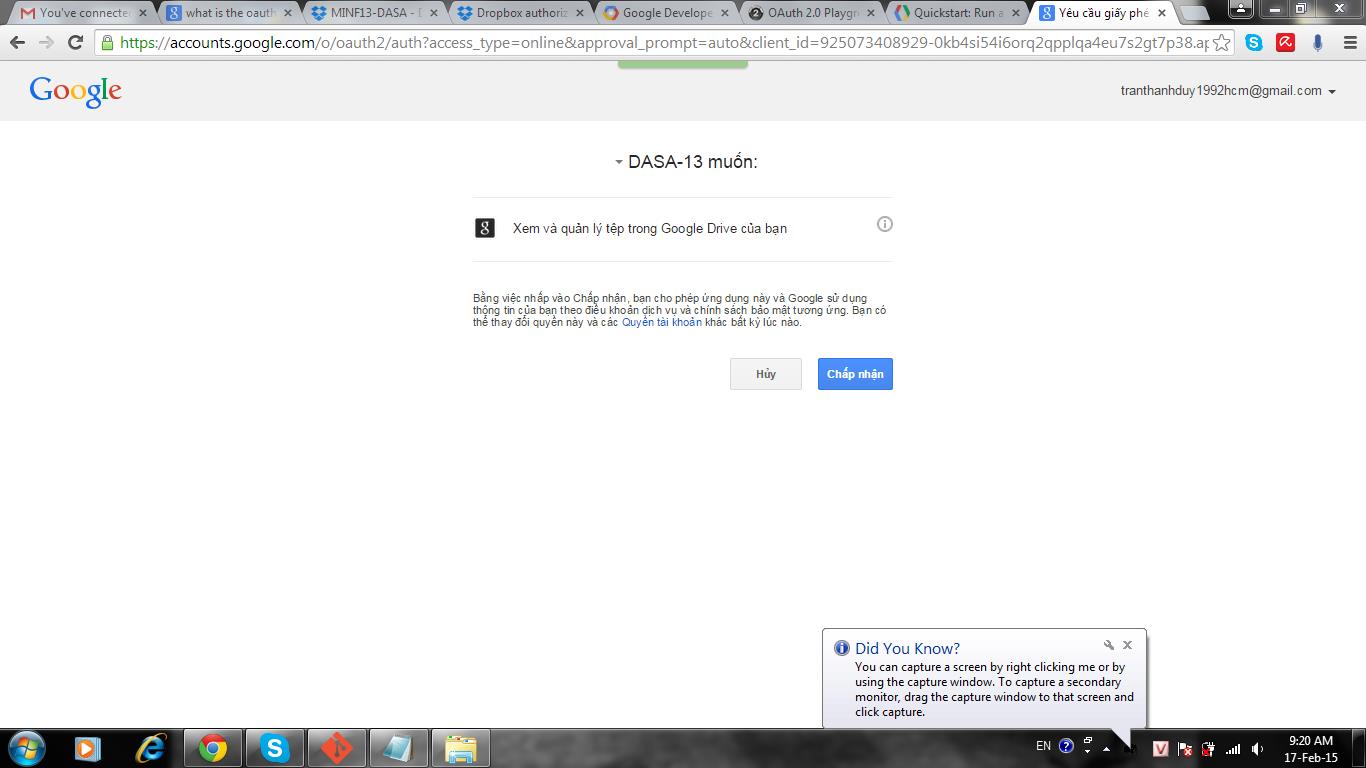 You've connecte
what is the oauth
MINF13-DASA - D
Dropbox authoriz
Google Develope
OAuth 2.0 Playgro
Quickstart: Run a
Yêu cầu giấy phé
https://accounts.google.com/o/oauth2/auth?access_type=online&approval_prompt=auto&client_id=925073408929-0kb4si54i6orq2qpplqa4eu7s2gt7p38.ap
Google
tranthanhduy1992hcm@gmail.com
DASA-13 muốn:
Xem và quản lý tệp trong Google Drive của bạn
Bằng việc nhấp vào Chấp nhận, bạn cho phép ứng dụng này và Google sử dụng
thông tin của bạn theo điều khoản dịch vụ và chính sách bảo mật tương ứng. Bạn có
thể thay đổi quyền này và các Quyền tài khoản khác bất kỳ lúc nào.
Hủy
Chấp nhận
Did You Know?
You can capture a screen by right clicking me or by
using the capture window. To capture a secondary
monitor, drag the capture window to that screen and
click capture.
EN
9:20 AM
17-Feb-15